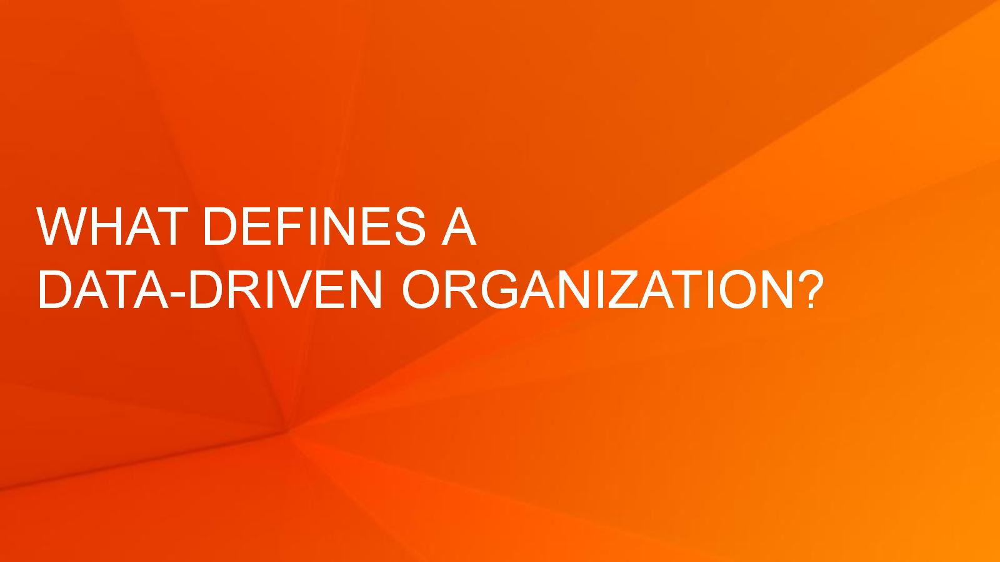 WHAT DEFINES A
DATA-DRIVEN ORGANIZATION?